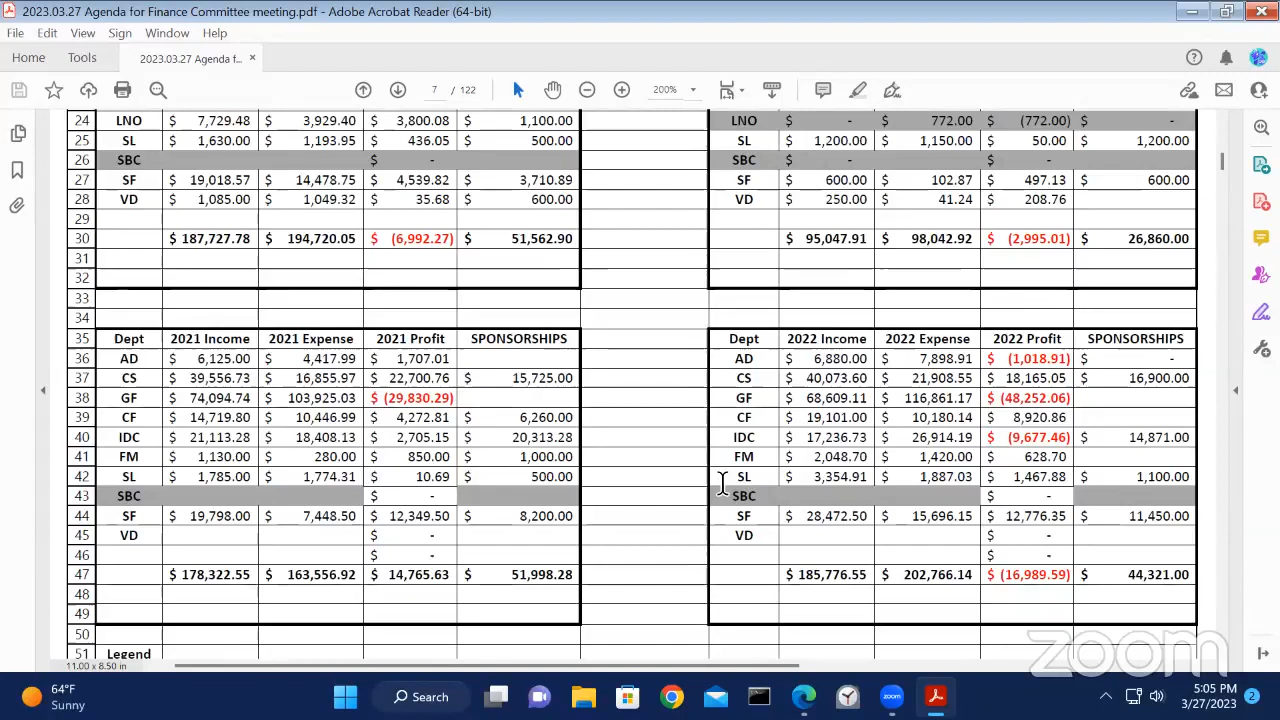 2023.03.27 Agenda for Finance Committee meeting.pdf - Adobe Acrobat Reader (64-bit)
File Edit View Sign Window Help
Home Tools 2023.03.27 Agenda f... ×
7 / 122 200%
24 LNO $ 7,729.48 $ 3,929.40 $ 3,800.08 $ 1,100.00 LNO $ - $ 772.00 $ (772.00) $ -
25 SL $ 1,630.00 $ 1,193.95 $ 436.05 $ 500.00 SL $ 1,200.00 $ 1,150.00 $ 50.00 $ 1,200.00
26 SBC $ - SBC $ - $ -
27 SF $ 19,018.57 $ 14,478.75 $ 4,539.82 $ 3,710.89 SF $ 600.00 $ 102.87 $ 497.13 $ 600.00
28 VD $ 1,085.00 $ 1,049.32 $ 35.68 $ 600.00 VD $ 250.00 $ 41.24 $ 208.76
29
30 $ 187,727.78 $ 194,720.05 $ (6,992.27) $ 51,562.90 $ 95,047.91 $ 98,042.92 $ (2,995.01) $ 26,860.00
31
32
33
34
35 Dept 2021 Income 2021 Expense 2021 Profit SPONSORSHIPS Dept 2022 Income 2022 Expense 2022 Profit SPONSORSHIPS
36 AD $ 6,125.00 $ 4,417.99 $ 1,707.01 AD $ 6,880.00 $ 7,898.91 $ (1,018.91) $ -
37 CS $ 39,556.73 $ 16,855.97 $ 22,700.76 $ 15,725.00 CS $ 40,073.60 $ 21,908.55 $ 18,165.05 $ 16,900.00
38 GF $ 74,094.74 $ 103,925.03 $ (29,830.29) GF $ 68,609.11 $ 116,861.17 $ (48,252.06)
39 CF $ 14,719.80 $ 10,446.99 $ 4,272.81 $ 6,260.00 CF $ 19,101.00 $ 10,180.14 $ 8,920.86
40 IDC $ 21,113.28 $ 18,408.13 $ 2,705.15 $ 20,313.28 IDC $ 17,236.73 $ 26,914.19 $ (9,677.46) $ 14,871.00
41 FM $ 1,130.00 $ 280.00 $ 850.00 $ 1,000.00 FM $ 2,048.70 $ 1,420.00 $ 628.70
42 SL $ 1,785.00 $ 1,774.31 $ 10.69 $ 500.00 SL $ 3,354.91 $ 1,887.03 $ 1,467.88 $ 1,100.00
43 SBC $ - SBC $ -
44 SF $ 19,798.00 $ 7,448.50 $ 12,349.50 $ 8,200.00 SF $ 28,472.50 $ 15,696.15 $ 12,776.35 $ 11,450.00
45 VD $ - VD $ -
46 $ - $ -
47 $ 178,322.55 $ 163,556.92 $ 14,765.63 $ 51,998.28 $ 185,776.55 $ 202,766.14 $ (16,989.59) $ 44,321.00
48
49
50
51 Legend
11.00 x 8.50 in
zoom
64°F
Sunny
Search
zoom
5:05 PM
3/27/2023
2